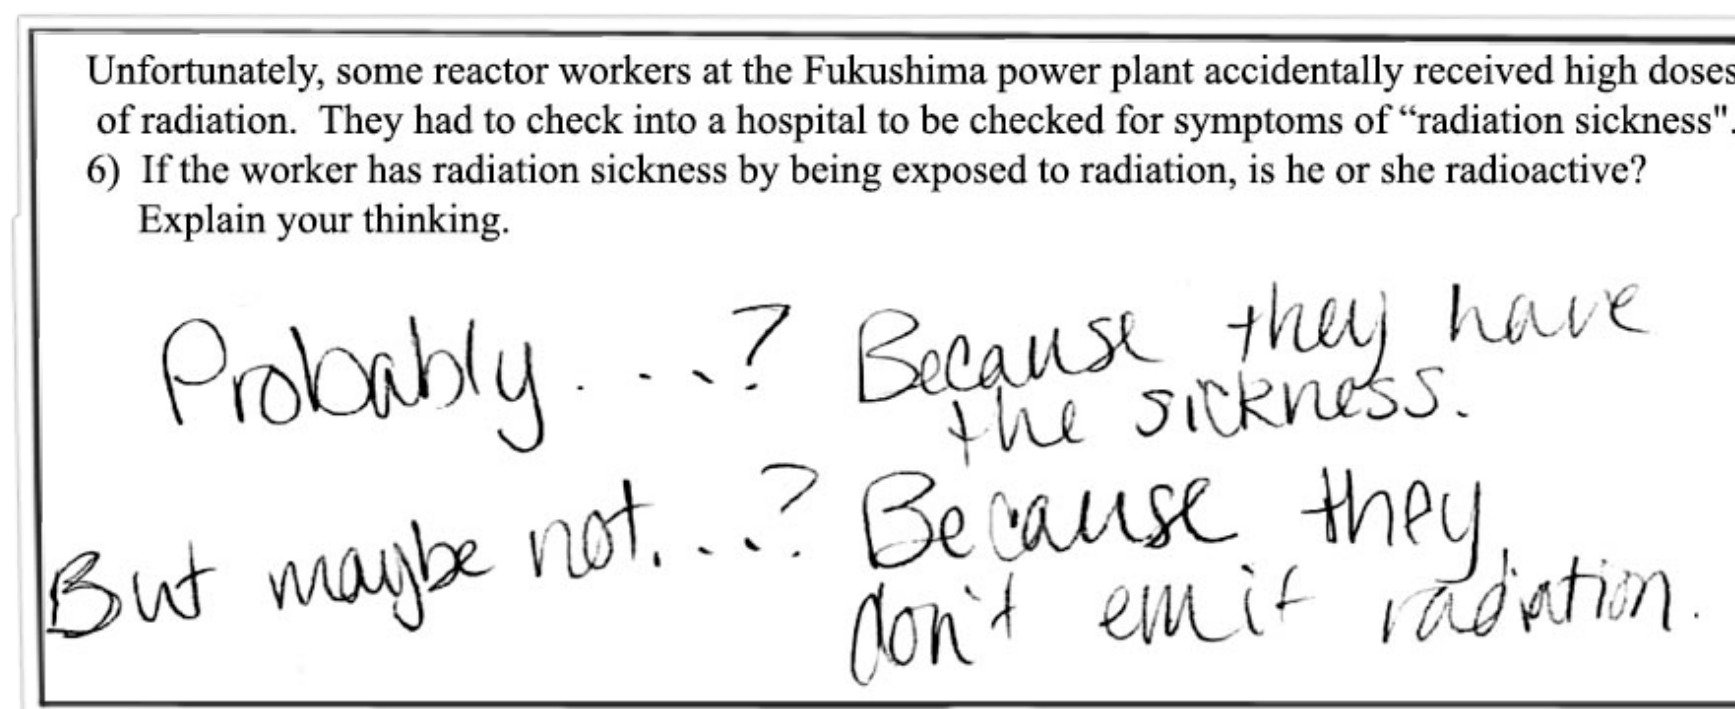 Unfortunately, some reactor workers at the Fukushima power plant accidentally received high doses
of radiation. They had to check into a hospital to be checked for symptoms of “radiation sickness".
6) If the worker has radiation sickness by being exposed to radiation, is he or she radioactive?
Explain your thinking.
Probably....? Because they have
the sickness.
But maybe not....? Because they
don't emit radiation.